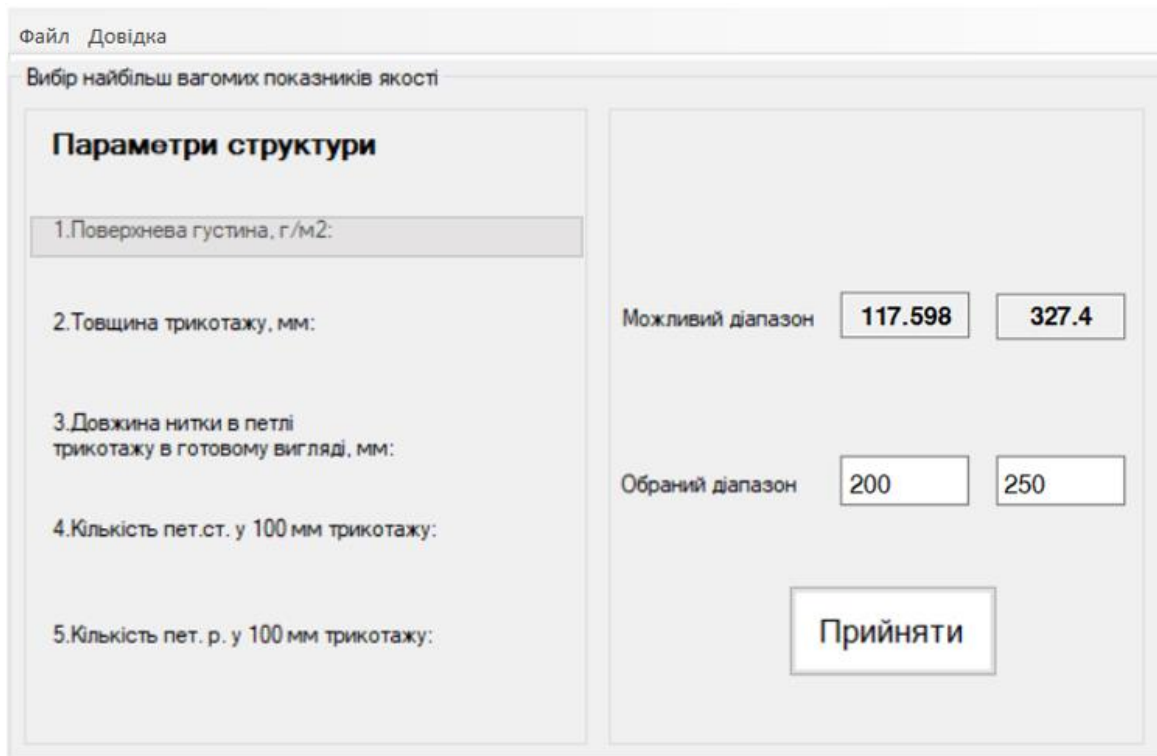 Файл Довідка
Вибір найбільш вагомих показників якості
Параметри структури
1.Поверхнева густина, г/м2:
2.Товщина трикотажу, мм:
3.Довжина нитки в петлі
трикотажу в готовому вигляді, мм:
4.Кількість пет.ст. у 100 мм трикотажу:
5.Кількість пет. р. у 100 мм трикотажу:
Можливий діапазон 117.598 327.4
Обраний діапазон 200 250
Прийняти